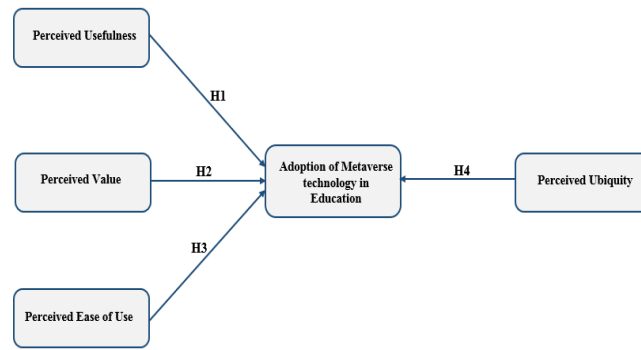 Perceived Usefulness
H1
Perceived Value
H2
Adoption of Metaverse
technology in
Education
H4
Perceived Ubiquity
H3
Perceived Ease of Use